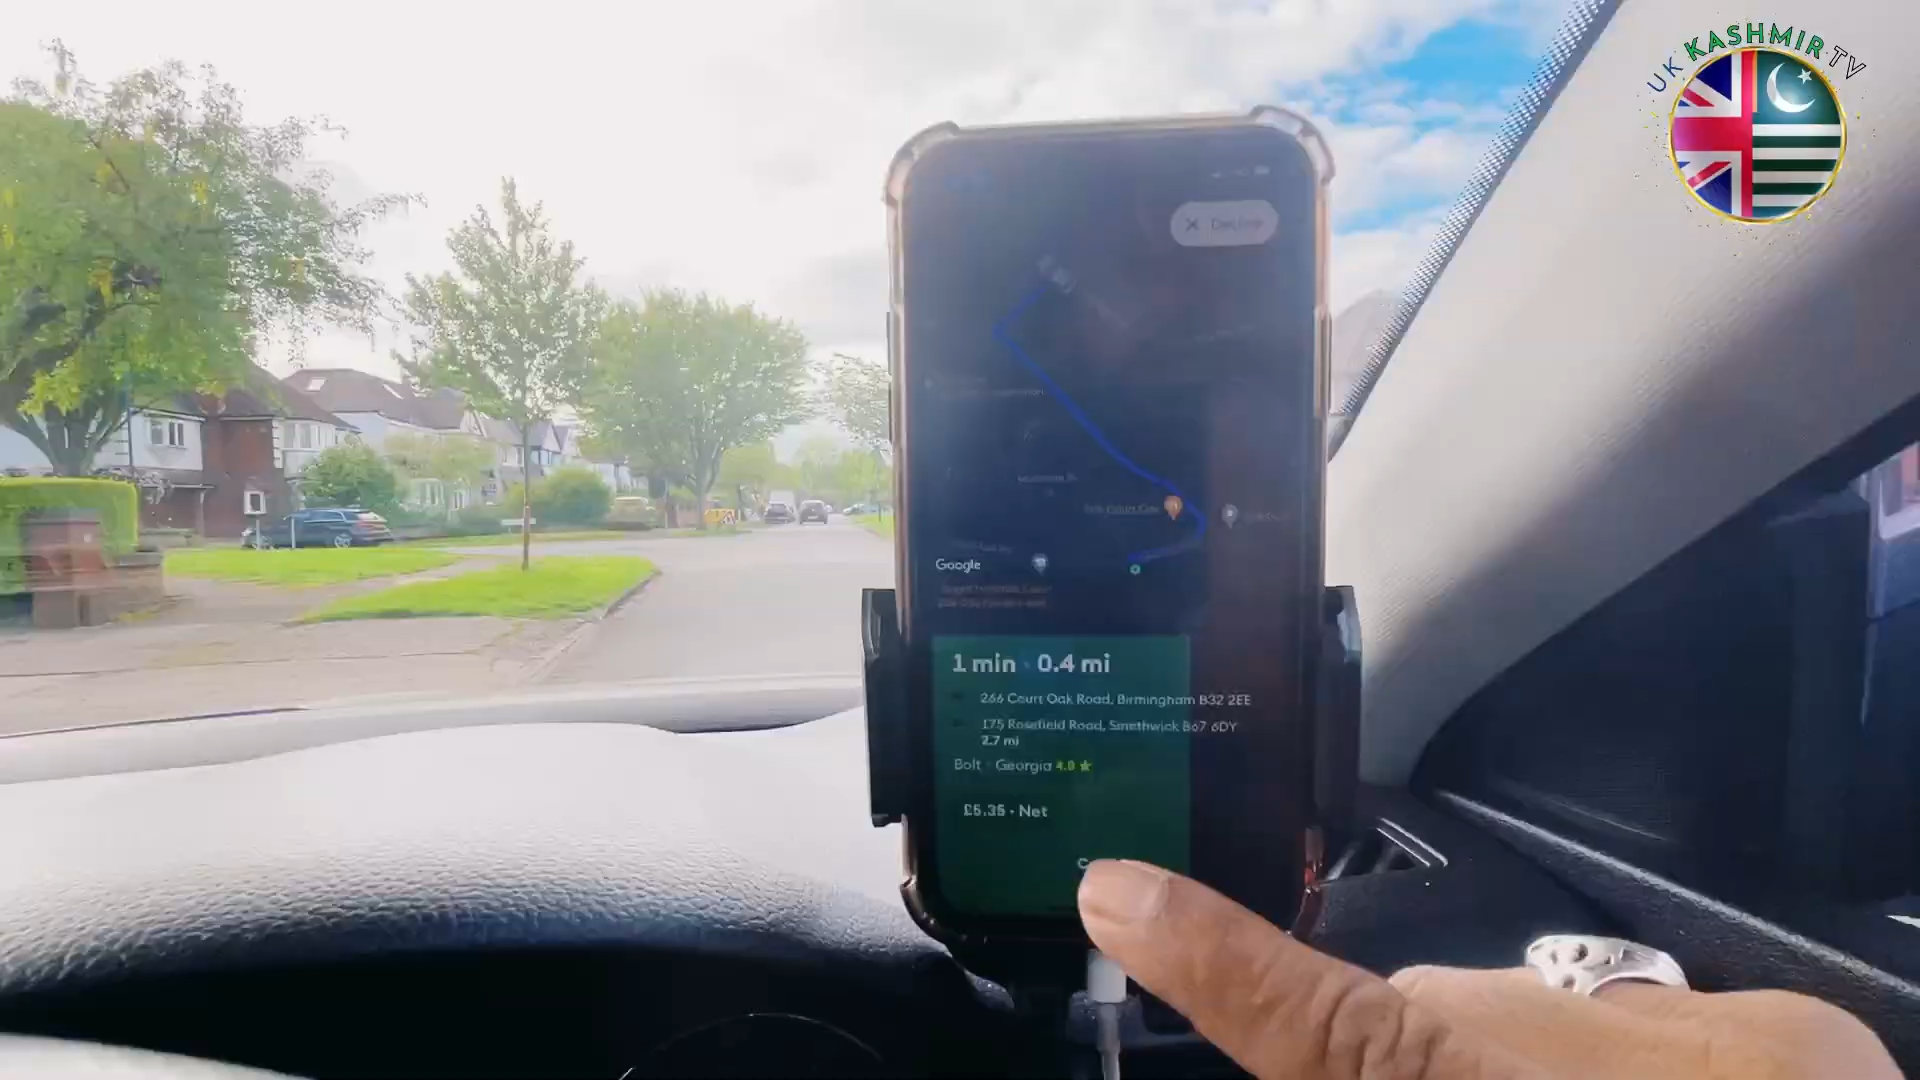 UK KASHMIR TV
Decline
Google
1 min · 0.4 mi
266 Court Oak Road, Birmingham B32 2EE
175 Rosefield Road, Smethwick B67 6DY
2.7 mi
Bolt · Georgia 4.8 ★
£5.35 · Net